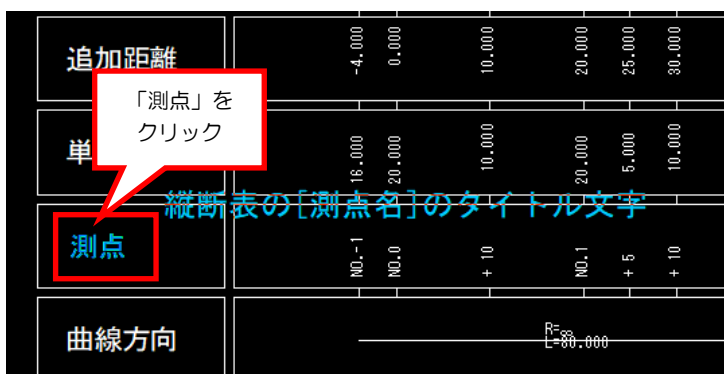 追加距離
-4.000 0.000 10.000 20.000 25.000 30.000
「測点」を
クリック
単
16.000 20.000 10.000 20.000 5.000 10.000
縦断表の[測点名]のタイトル文字
測点
NO.-1 NO.0 + 10 NO.1 + 5 + 10
曲線方向
R=∞
L=80.000